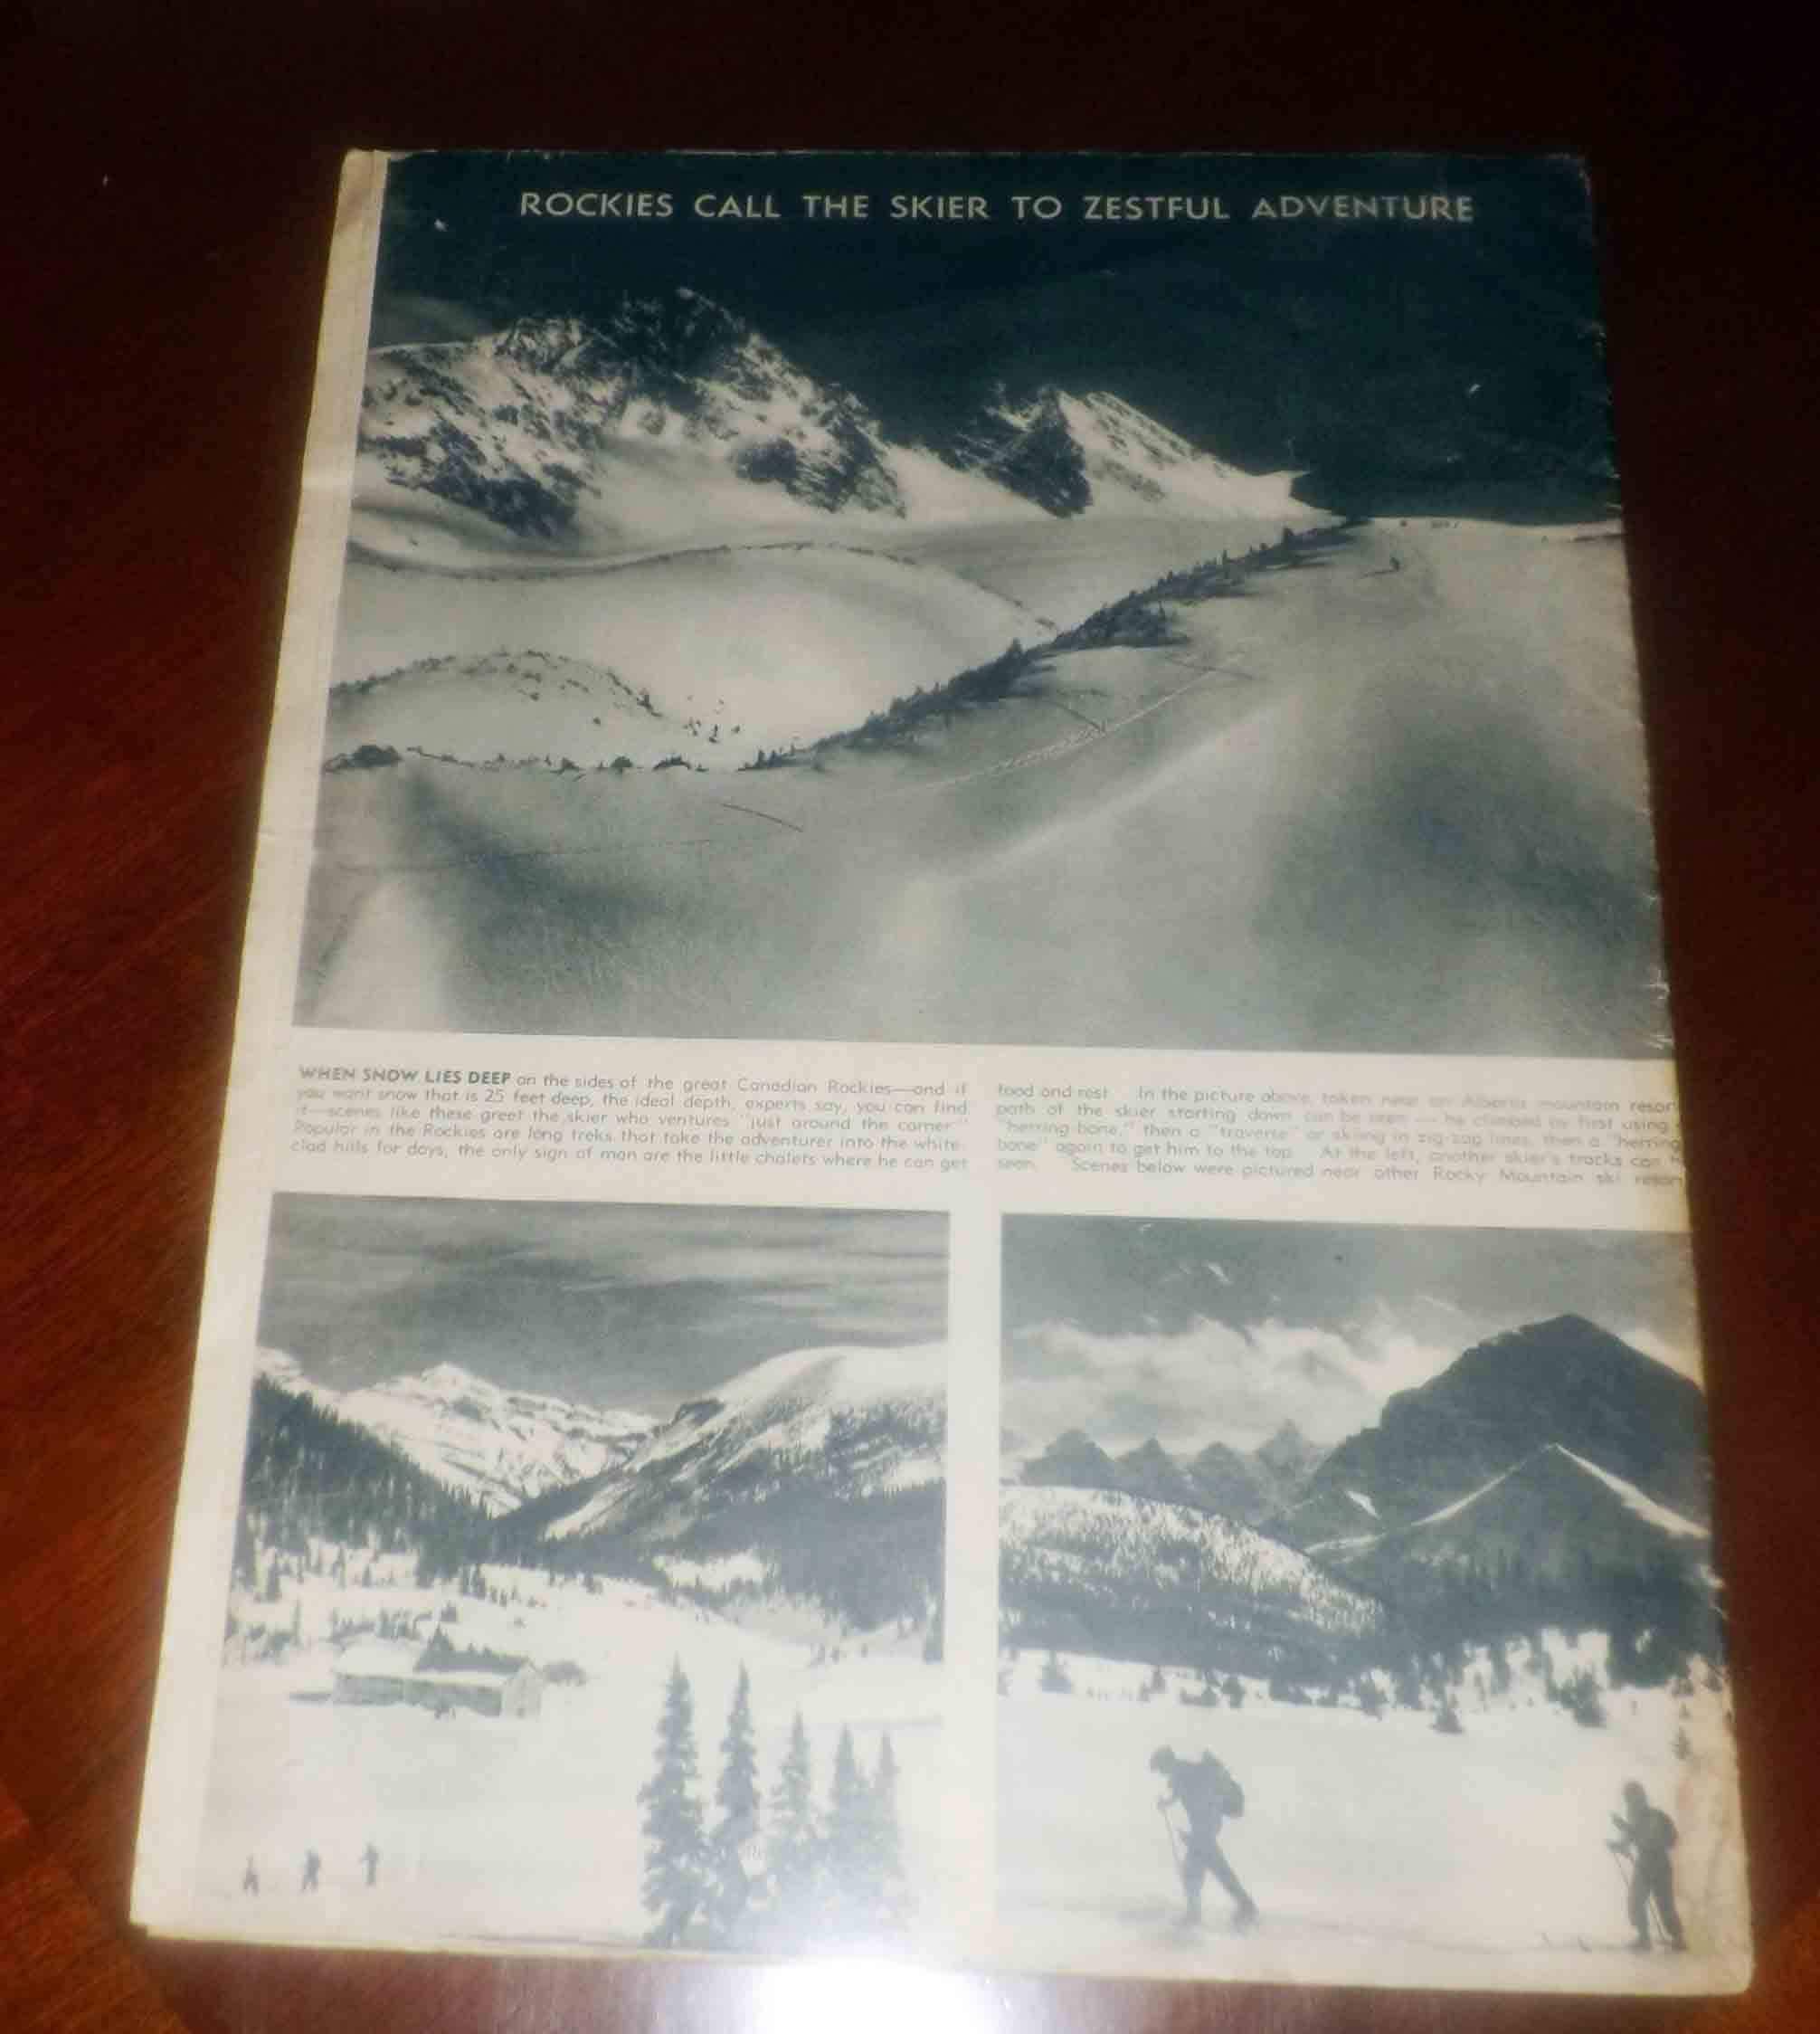 ROCKIES CALL THE SKIER TO ZESTFUL ADVENTURE
WHEN SNOW LIES DEEP on the sides of the great Canadian Rockies—and if
you want snow that is 25 feet deep, the ideal depth, experts say, you can find
it—scenes like these greet the skier who ventures "just around the corner"
Popular in the Rockies are long treks that take the adventurer into the white-
clad hills for days, the only sign of man are the little chalets where he can get
food and rest In the picture above, taken near an Alberta mountain resor
path of the skier starting down can be seen — he climbed by first using
"herring-bone," then a "traverse" or skiing in zig-zag lines, then a "herring
bone" again to get him to the top At the left, another skier's tracks can
seen Scenes below were pictured near other Rocky Mountain ski resor